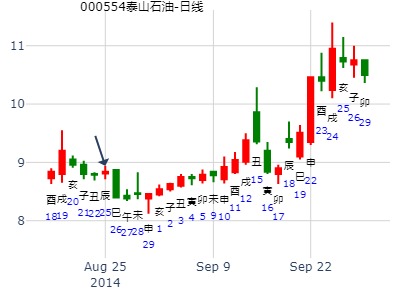 000554泰山石油-日线
11
10
9
8
酉 18
戌 19
亥 20
子 21
丑 22
辰 25
巳 26
午 27
未 28
申 29
亥 1
子 2
丑 3
寅 4
卯 5
未 9
申 10
酉 11
戌 12
丑 15
寅 16
卯 17
辰 18
巳 19
申 22
酉 23
戌 24
亥 25
子 26
卯 29
Aug 25 Sep 9 Sep 22
2014